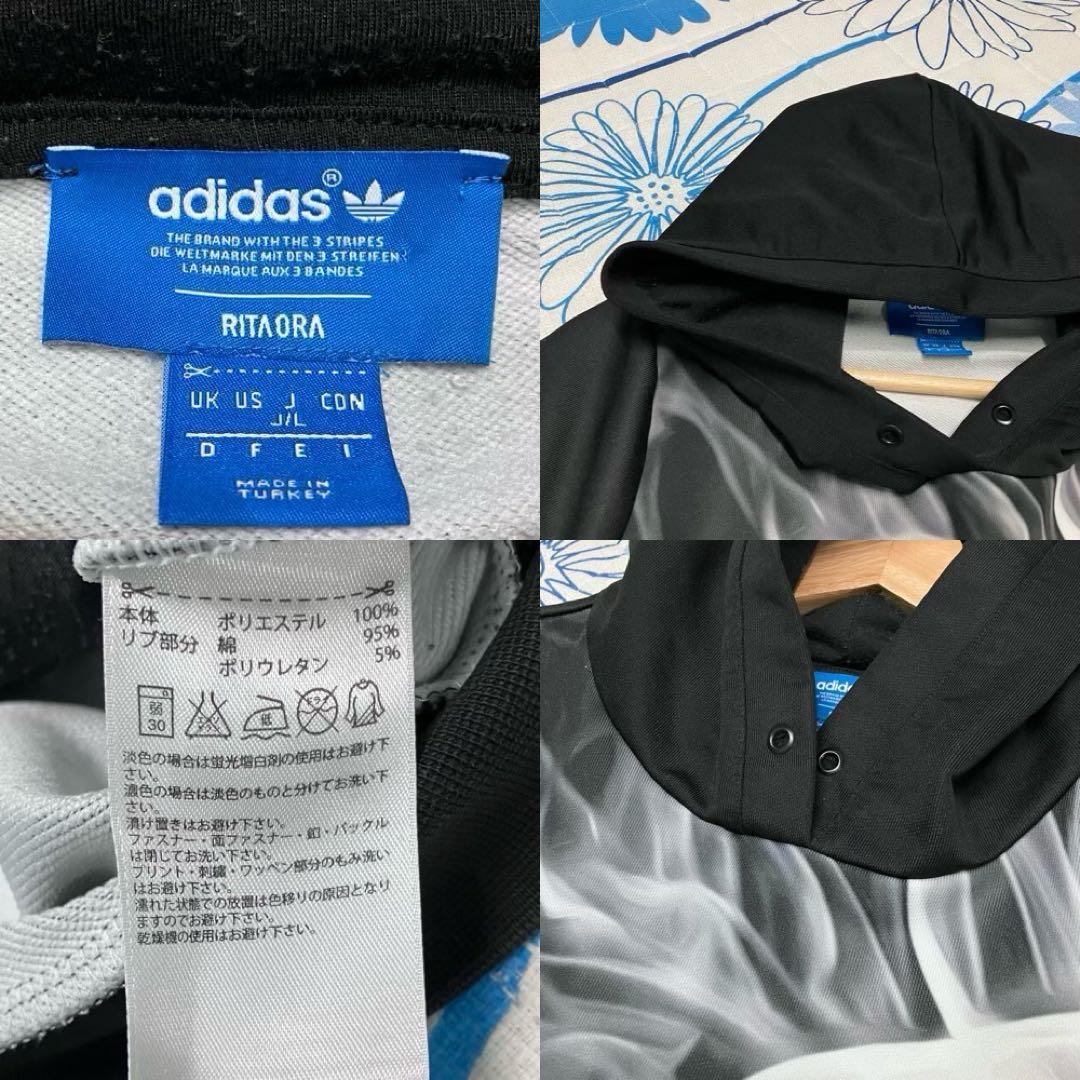 adidas®
THE BRAND WITH THE 3 STRIPES
DIE WELTMARKE MIT DEN 3 STREIFEN
LA MARQUE AUX 3 BANDES
RITA ORA
UK US J CDN
J/L
D F E I
MADE IN
TURKEY
adidas
RITA ORA
本体 ポリエステル 100%
リブ部分 綿 95%
ポリウレタン 5%
弱
30
低
淡色の場合は蛍光増白剤の使用はお避け下
さい。
濃色の場合は淡色のものと分けてお洗い下
さい。
漬け置きはお避け下さい。
ファスナー・面ファスナー・釦・バックル
は閉じてお洗い下さい。
プリント・刺繍・ワッペン部分のもみ洗い
はお避け下さい。
濡れた状態での放置は色移りの原因となり
ますのでお避け下さい。
乾燥機の使用はお避け下さい。
adidas